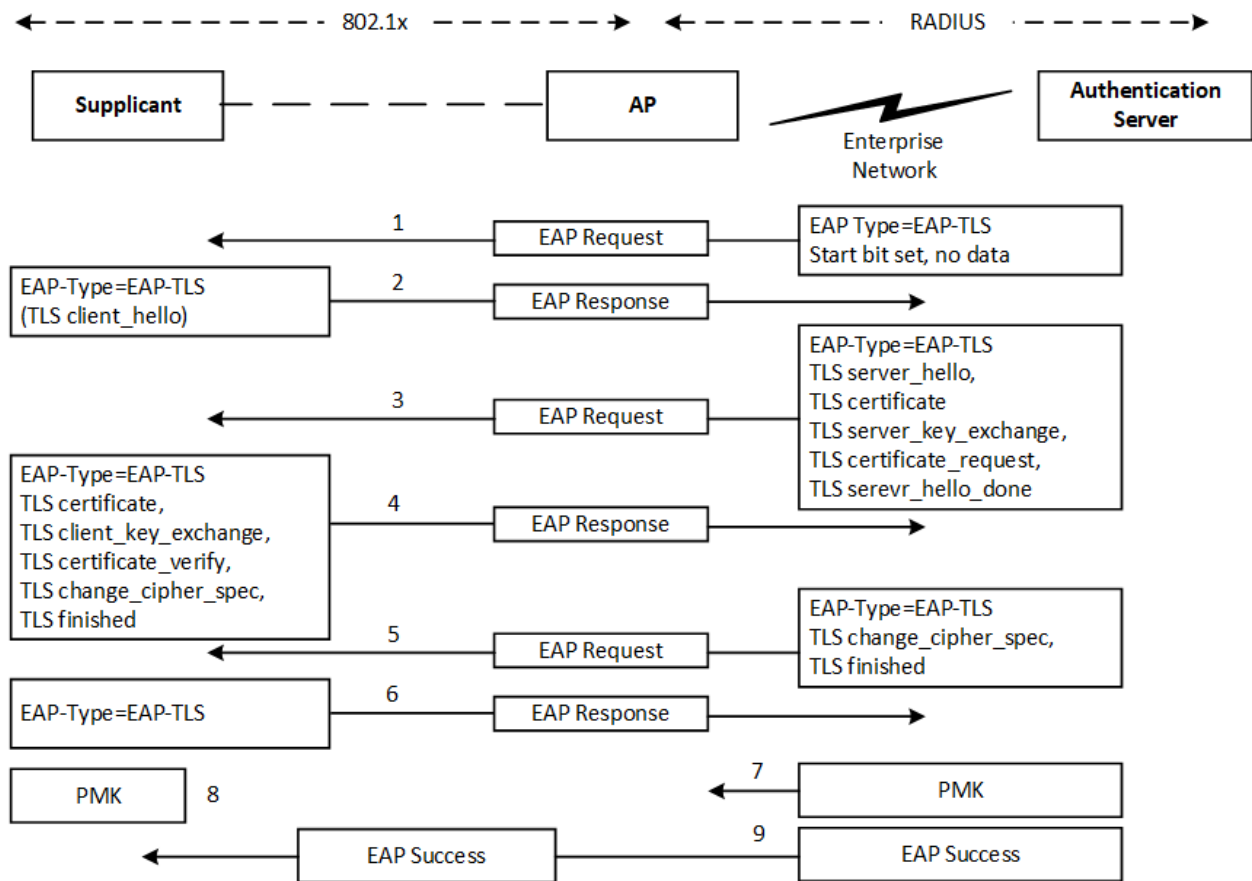 802.1x
RADIUS
Supplicant
AP
Authentication
Server
Enterprise
Network
1
EAP Request
EAP Type=EAP-TLS
Start bit set, no data
EAP-Type=EAP-TLS
(TLS client_hello)
2
EAP Response
EAP-Type=EAP-TLS
TLS server_hello,
TLS certificate
TLS server_key_exchange,
TLS certificate_request,
TLS serevr_hello_done
3
EAP Request
EAP-Type=EAP-TLS
TLS certificate,
TLS client_key_exchange,
TLS certificate_verify,
TLS change_cipher_spec,
TLS finished
4
EAP Response
EAP-Type=EAP-TLS
TLS change_cipher_spec,
TLS finished
5
EAP Request
EAP-Type=EAP-TLS
6
EAP Response
7
PMK
PMK
8
9
EAP Success
EAP Success